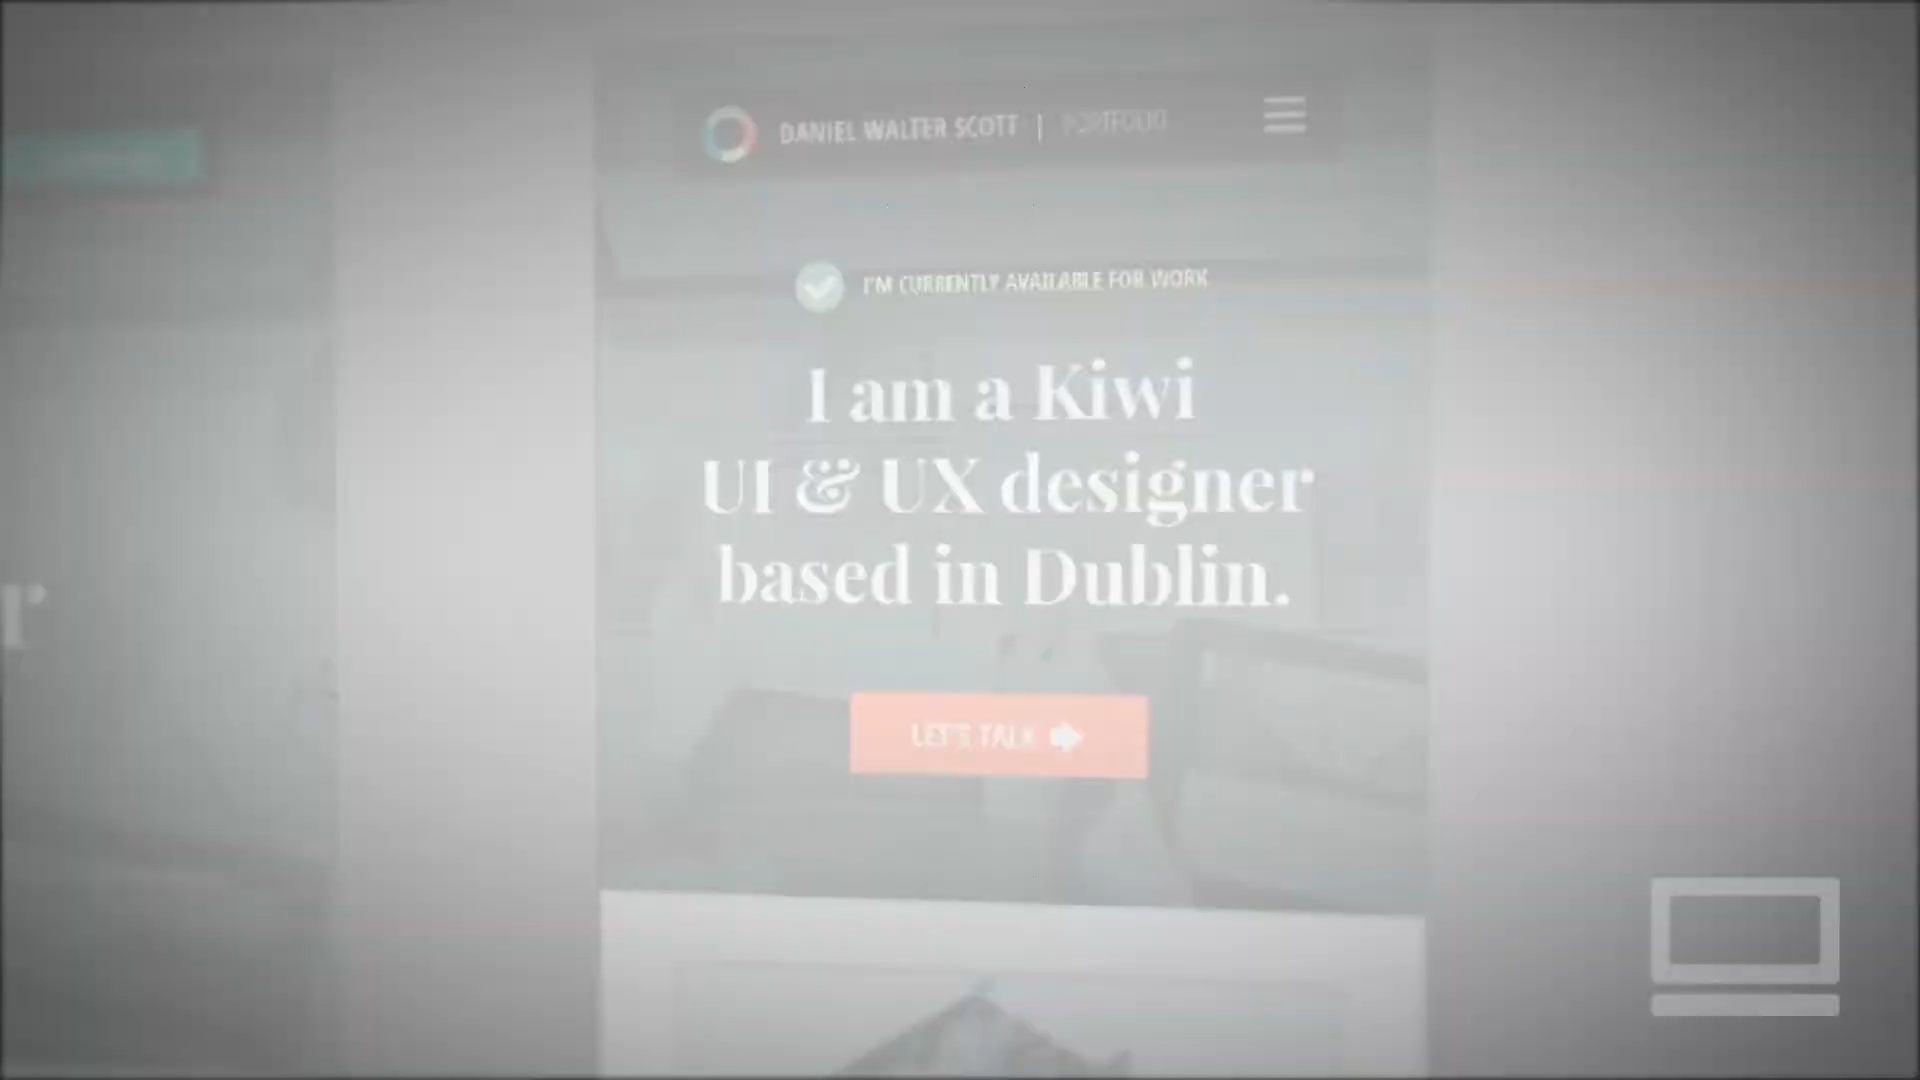 DANIEL WALTER SCOTT | PORTFOLIO
I'M CURRENTLY AVAILABLE FOR WORK
I am a Kiwi
UI & UX designer
based in Dublin.
r
LET'S TALK